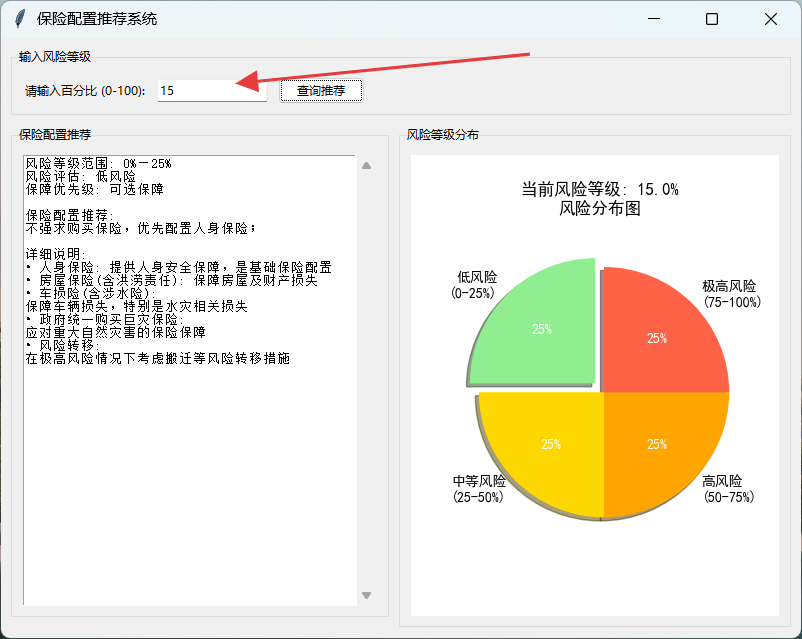 保险配置推荐系统
输入风险等级
请输入百分比 (0-100):
15
查询推荐
保险配置推荐
风险等级范围: 0%－25%
风险评估: 低风险
保障优先级: 可选保障
保险配置推荐:
不强求购买保险，优先配置人身保险；
详细说明:
• 人身保险: 提供人身安全保障，是基础保险配置
• 房屋保险(含洪涝责任): 保障房屋及财产损失
• 车损险(含涉水险):
保障车辆损失，特别是水灾相关损失
• 政府统一购买巨灾保险:
应对重大自然灾害的保险保障
• 风险转移:
在极高风险情况下考虑搬迁等风险转移措施
风险等级分布
当前风险等级: 15.0%
风险分布图
低风险
(0-25%)
25%
极高风险
(75-100%)
25%
中等风险
(25-50%)
25%
高风险
(50-75%)
25%